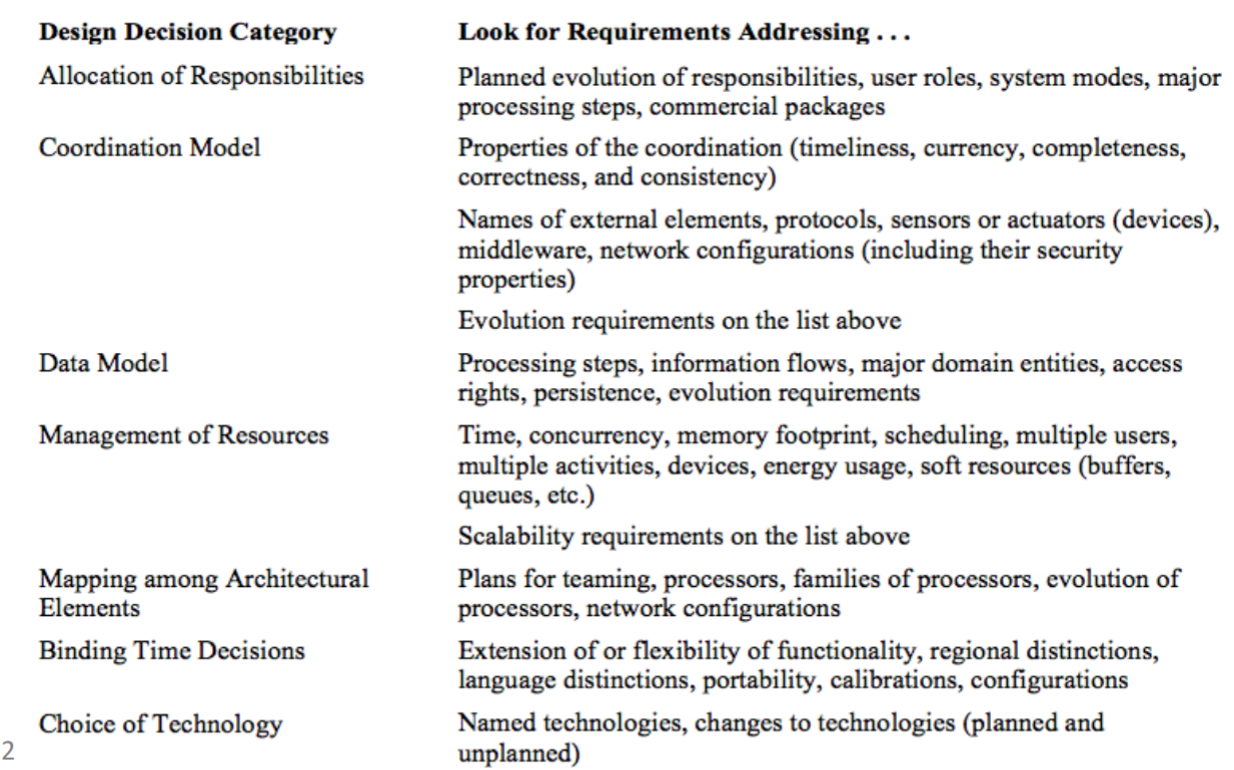 Design Decision Category Look for Requirements Addressing . . .
Allocation of Responsibilities Planned evolution of responsibilities, user roles, system modes, major
processing steps, commercial packages
Coordination Model Properties of the coordination (timeliness, currency, completeness,
correctness, and consistency)
Names of external elements, protocols, sensors or actuators (devices),
middleware, network configurations (including their security
properties)
Evolution requirements on the list above
Data Model Processing steps, information flows, major domain entities, access
rights, persistence, evolution requirements
Management of Resources Time, concurrency, memory footprint, scheduling, multiple users,
multiple activities, devices, energy usage, soft resources (buffers,
queues, etc.)
Scalability requirements on the list above
Mapping among Architectural Plans for teaming, processors, families of processors, evolution of
Elements processors, network configurations
Binding Time Decisions Extension of or flexibility of functionality, regional distinctions,
language distinctions, portability, calibrations, configurations
Choice of Technology Named technologies, changes to technologies (planned and
2 unplanned)